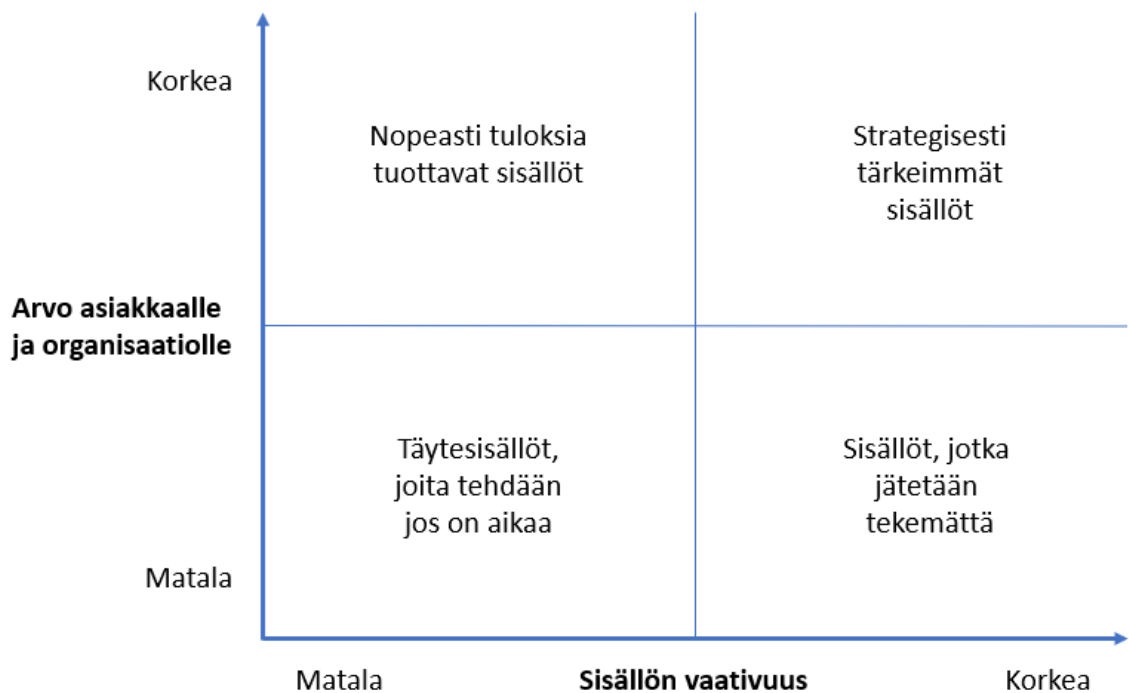 Korkea
Nopeasti tuloksia
tuottavat sisällöt
Strategisesti
tärkeimmät
sisällöt
Arvo asiakkaalle
ja organisaatiolle
Täytesisällöt,
joita tehdään
jos on aikaa
Sisällöt, jotka
jätetään
tekemättä
Matala
Matala
Sisällön vaativuus
Korkea